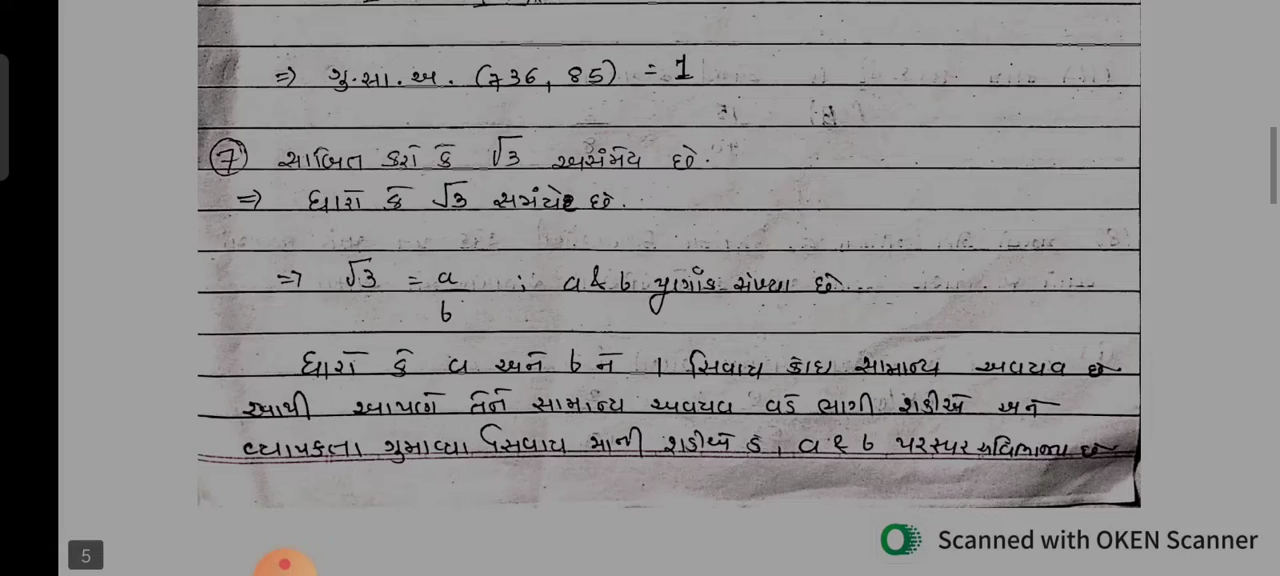 ⇒ ગુ.સા.અ. (736, 85) = 1
(7) સાબિત કરો કે √3 અસંમેય છે.
⇒ ધારો કે √3 છે.
⇒ √3 = a/b ; a & b પૂર્ણાંક સંખ્યા છે.
ધારો કે a અને b ને 1 સિવાય કોઇ સામાન્ય અવયવ છે
આથી આપણે તેને સામાન્ય અવયવ વડે ભાગી શકીએ અને
વ્યાપકતા ગુમાવ્યા સિવાય માની શકીએ કે, a & b પરસ્પર અવિભાજ્ય છે
5
Scanned with OKEN Scanner